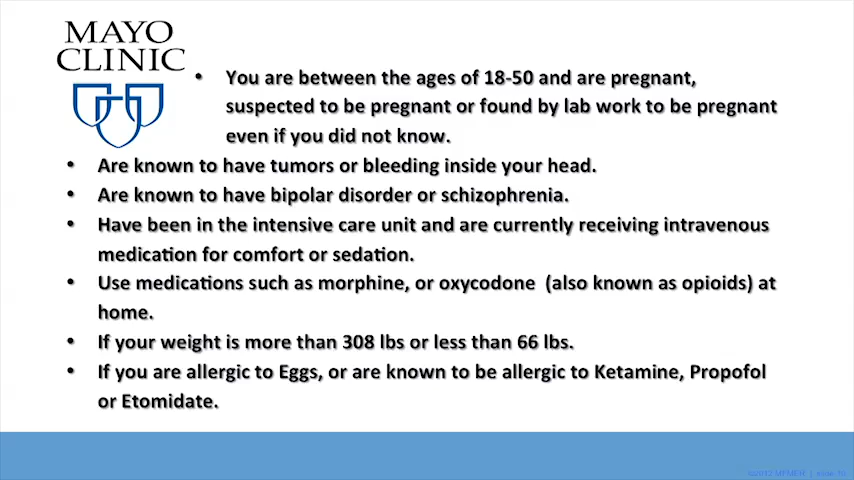 MAYO
CLINIC
• You are between the ages of 18-50 and are pregnant,
suspected to be pregnant or found by lab work to be pregnant
even if you did not know.
• Are known to have tumors or bleeding inside your head.
• Are known to have bipolar disorder or schizophrenia.
• Have been in the intensive care unit and are currently receiving intravenous
medication for comfort or sedation.
• Use medications such as morphine, or oxycodone (also known as opioids) at
home.
• If your weight is more than 308 lbs or less than 66 lbs.
• If you are allergic to Eggs, or are known to be allergic to Ketamine, Propofol
or Etomidate.